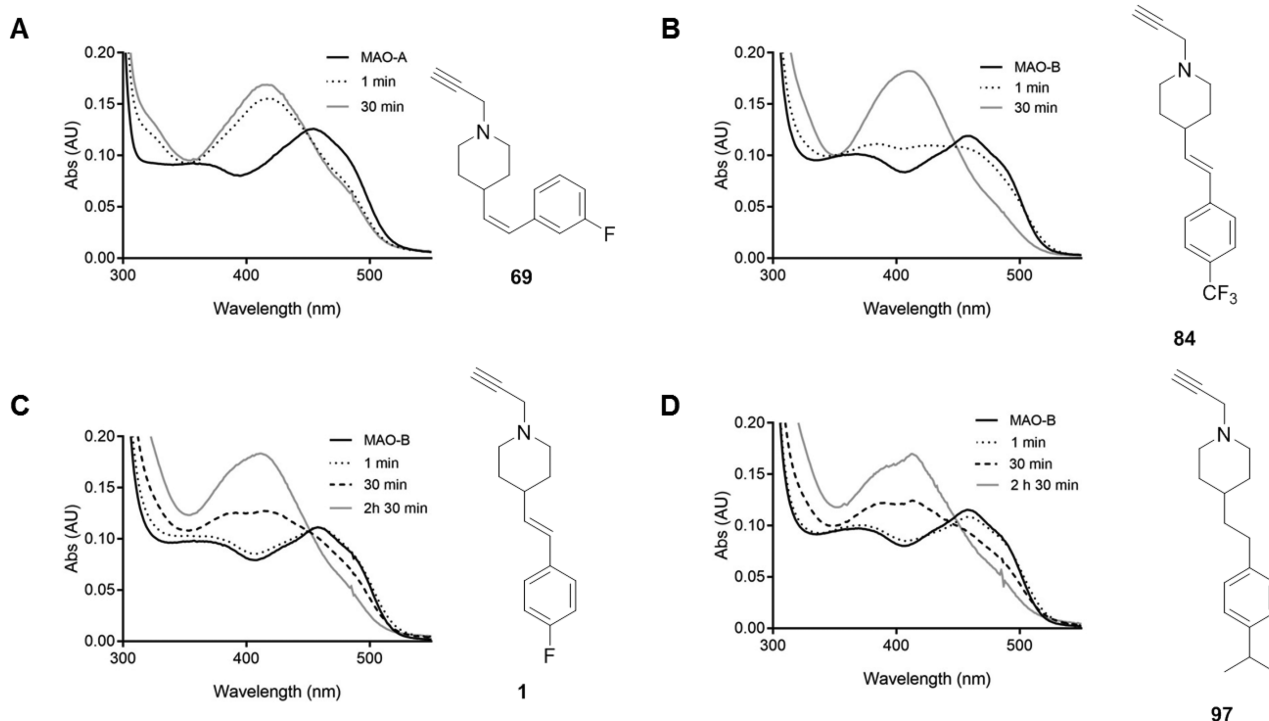 A
0.20
0.15
0.10
0.05
0.00
Abs (AU)
300
400
500
Wavelength (nm)
MAO-A
1 min
30 min
N
F
69
B
0.20
0.15
0.10
0.05
0.00
Abs (AU)
300
400
500
Wavelength (nm)
MAO-B
1 min
30 min
N
CF3
84
C
0.20
0.15
0.10
0.05
0.00
Abs (AU)
300
400
500
Wavelength (nm)
MAO-B
1 min
30 min
2h 30 min
N
F
1
D
0.20
0.15
0.10
0.05
0.00
Abs (AU)
300
400
500
Wavelength (nm)
MAO-B
1 min
30 min
2 h 30 min
N
97